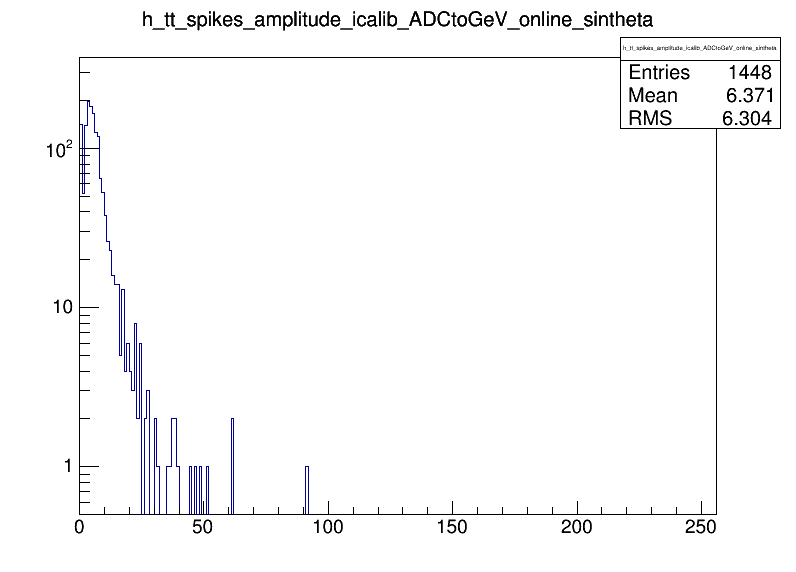 h_tt_spikes_amplitude_icalib_ADCtoGeV_online_sintheta
h_tt_spikes_amplitude_icalib_ADCtoGeV_online_sintheta
Entries 1448
Mean 6.371
RMS 6.304
10²
10
1
0 50 100 150 200 250